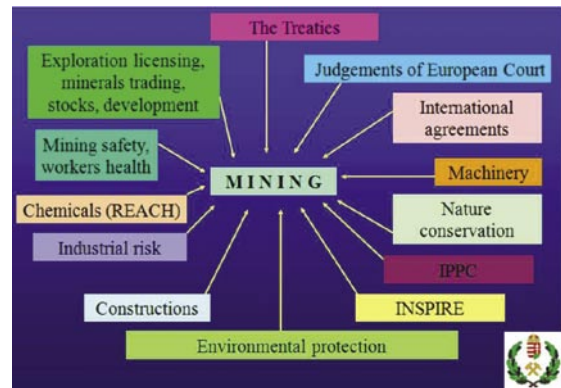 The Treaties
Exploration licensing,
minerals trading,
stocks, development
Judgements of European Court
International
agreements
Mining safety,
workers health
MINING
Machinery
Chemicals (REACH)
Nature
conservation
Industrial risk
IPPC
Constructions
INSPIRE
Environmental protection